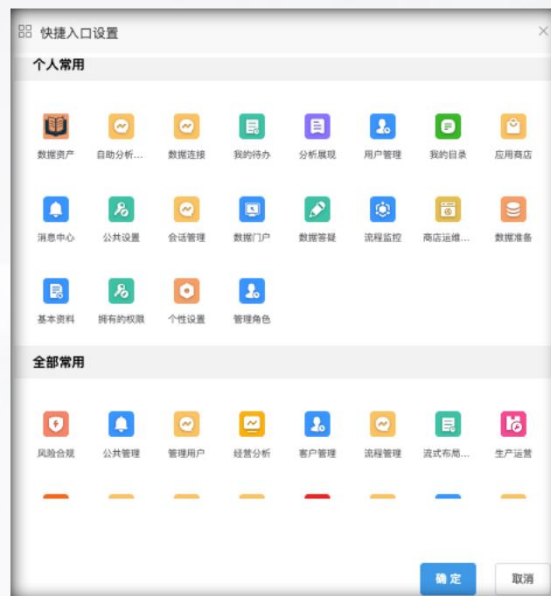 快捷入口设置
个人常用
数据资产 自助分析... 数据连接 我的待办 分析展现 用户管理 我的目录 应用商店
消息中心 公共设置 会话管理 数据门户 数据答疑 流程监控 商店运维... 数据准备
基本资料 拥有的权限 个性设置 管理角色
全部常用
风险合规 公共管理 管理用户 经营分析 客户管理 流程管理 流式布局... 生产运营
确定 取消